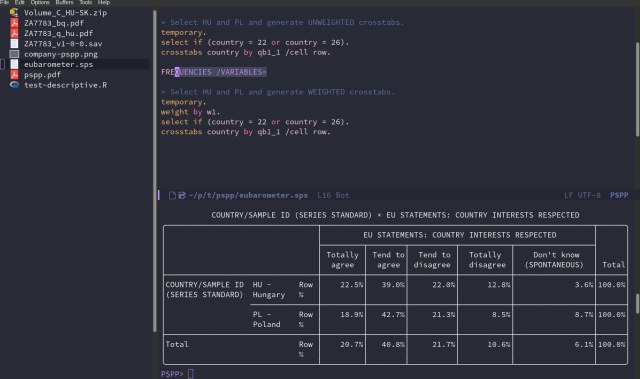 File Edit Options Buffers Tools Help
Volume_C_HU-SK.zip
ZA7783_bq.pdf
ZA7783_q_hu.pdf
ZA7783_v1-0-0.sav
company-pspp.png
eubarometer.sps
pspp.pdf
test-descriptive.R
* Select HU and PL and generate UNWEIGHTED crosstabs.
temporary.
select if (country = 22 or country = 26).
crosstabs country by qb1_1 /cell row.
FREQUENCIES /VARIABLES=
* Select HU and PL and generate WEIGHTED crosstabs.
temporary.
weight by w1.
select if (country = 22 or country = 26).
crosstabs country by qb1_1 /cell row.
~/p/t/pspp/eubarometer.sps L16 Bot LF UTF-8 PSPP
COUNTRY/SAMPLE ID (SERIES STANDARD) × EU STATEMENTS: COUNTRY INTERESTS RESPECTED
EU STATEMENTS: COUNTRY INTERESTS RESPECTED
Totally Tend to Tend to Totally Don't know
agree agree disagree disagree (SPONTANEOUS) Total
COUNTRY/SAMPLE ID HU - Row 22.5% 39.0% 22.0% 12.8% 3.6% 100.0%
(SERIES STANDARD) Hungary %
PL - Row 18.9% 42.7% 21.3% 8.5% 8.7% 100.0%
Poland %
Total Row 20.7% 40.8% 21.7% 10.6% 6.1% 100.0%
%
PSPP>